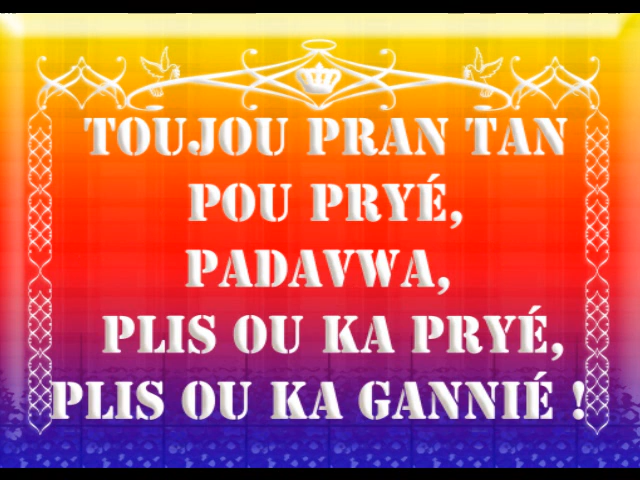 TOUJOU PRAN TAN
POU PRYÉ,
PADAVWA,
PLIS OU KA PRYÉ,
PLIS OU KA GANNIÉ !